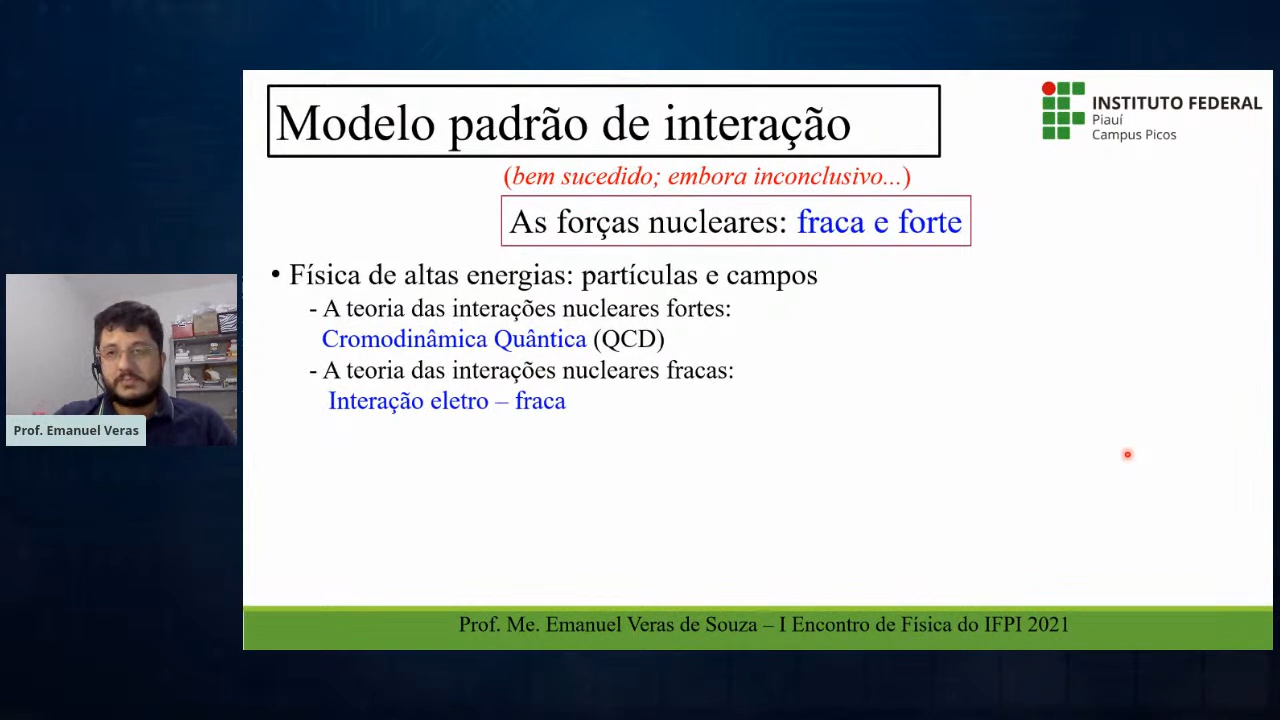 Modelo padrão de interação
INSTITUTO FEDERAL
Piauí
Campus Picos
(bem sucedido; embora inconclusivo...)
As forças nucleares: fraca e forte
• Física de altas energias: partículas e campos
- A teoria das interações nucleares fortes:
Cromodinâmica Quântica (QCD)
- A teoria das interações nucleares fracas:
Interação eletro – fraca
Prof. Emanuel Veras
Prof. Me. Emanuel Veras de Souza – I Encontro de Física do IFPI 2021